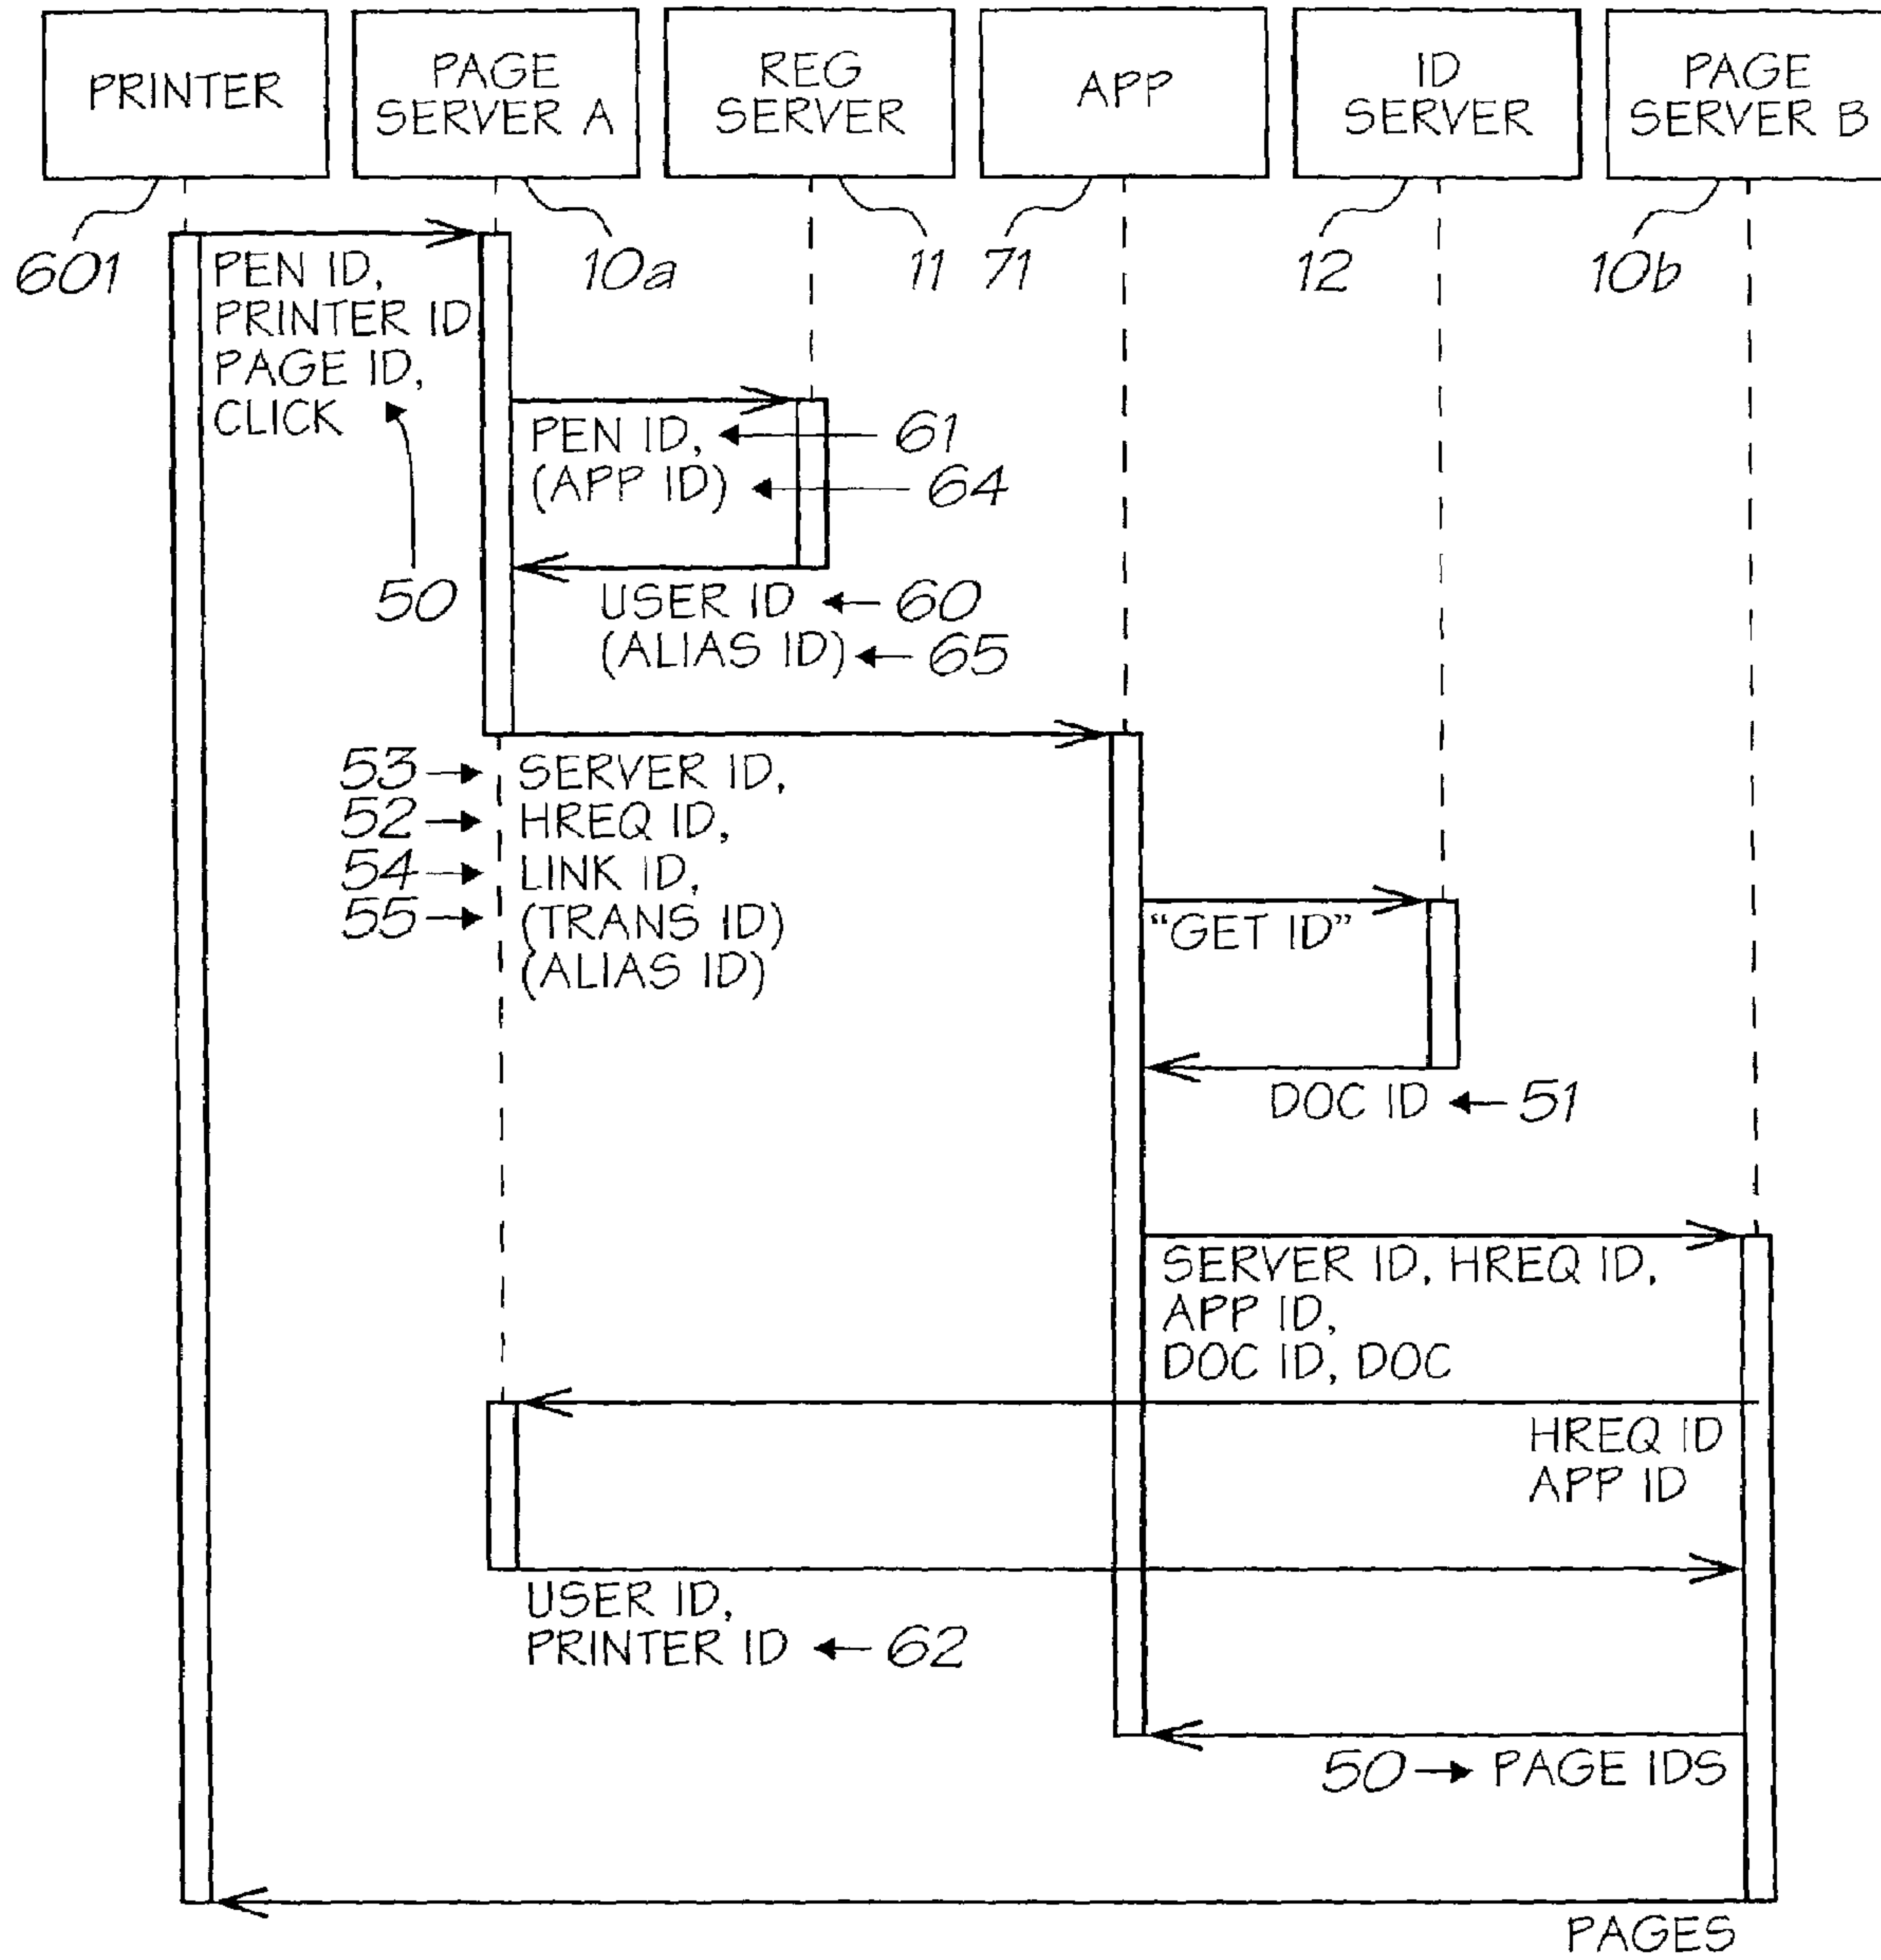 PRINTER
PAGE
SERVER A
REG
SERVER
APP
ID
SERVER
PAGE
SERVER B
601
10a
11
71
12
10b
PEN ID,
PRINTER ID
PAGE ID,
CLICK
50
PEN ID,
(APP ID)
61
64
USER ID
(ALIAS ID)
60
65
53
52
54
55
SERVER ID,
HREQ ID,
LINK ID,
(TRANS ID)
(ALIAS ID)
"GET ID"
DOC ID
51
SERVER ID, HREQ ID,
APP ID,
DOC ID, DOC
HREQ ID
APP ID
USER ID,
PRINTER ID
62
50
PAGE IDS
PAGES